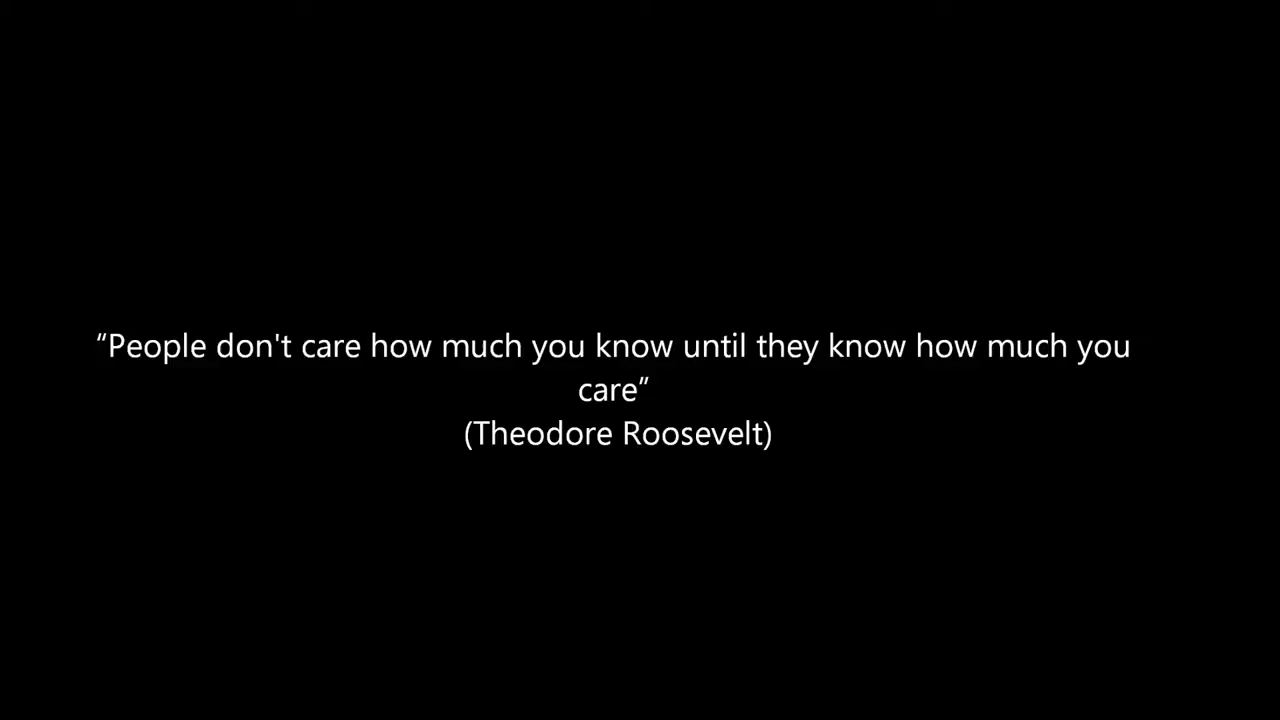 “People don't care how much you know until they know how much you
care”
(Theodore Roosevelt)